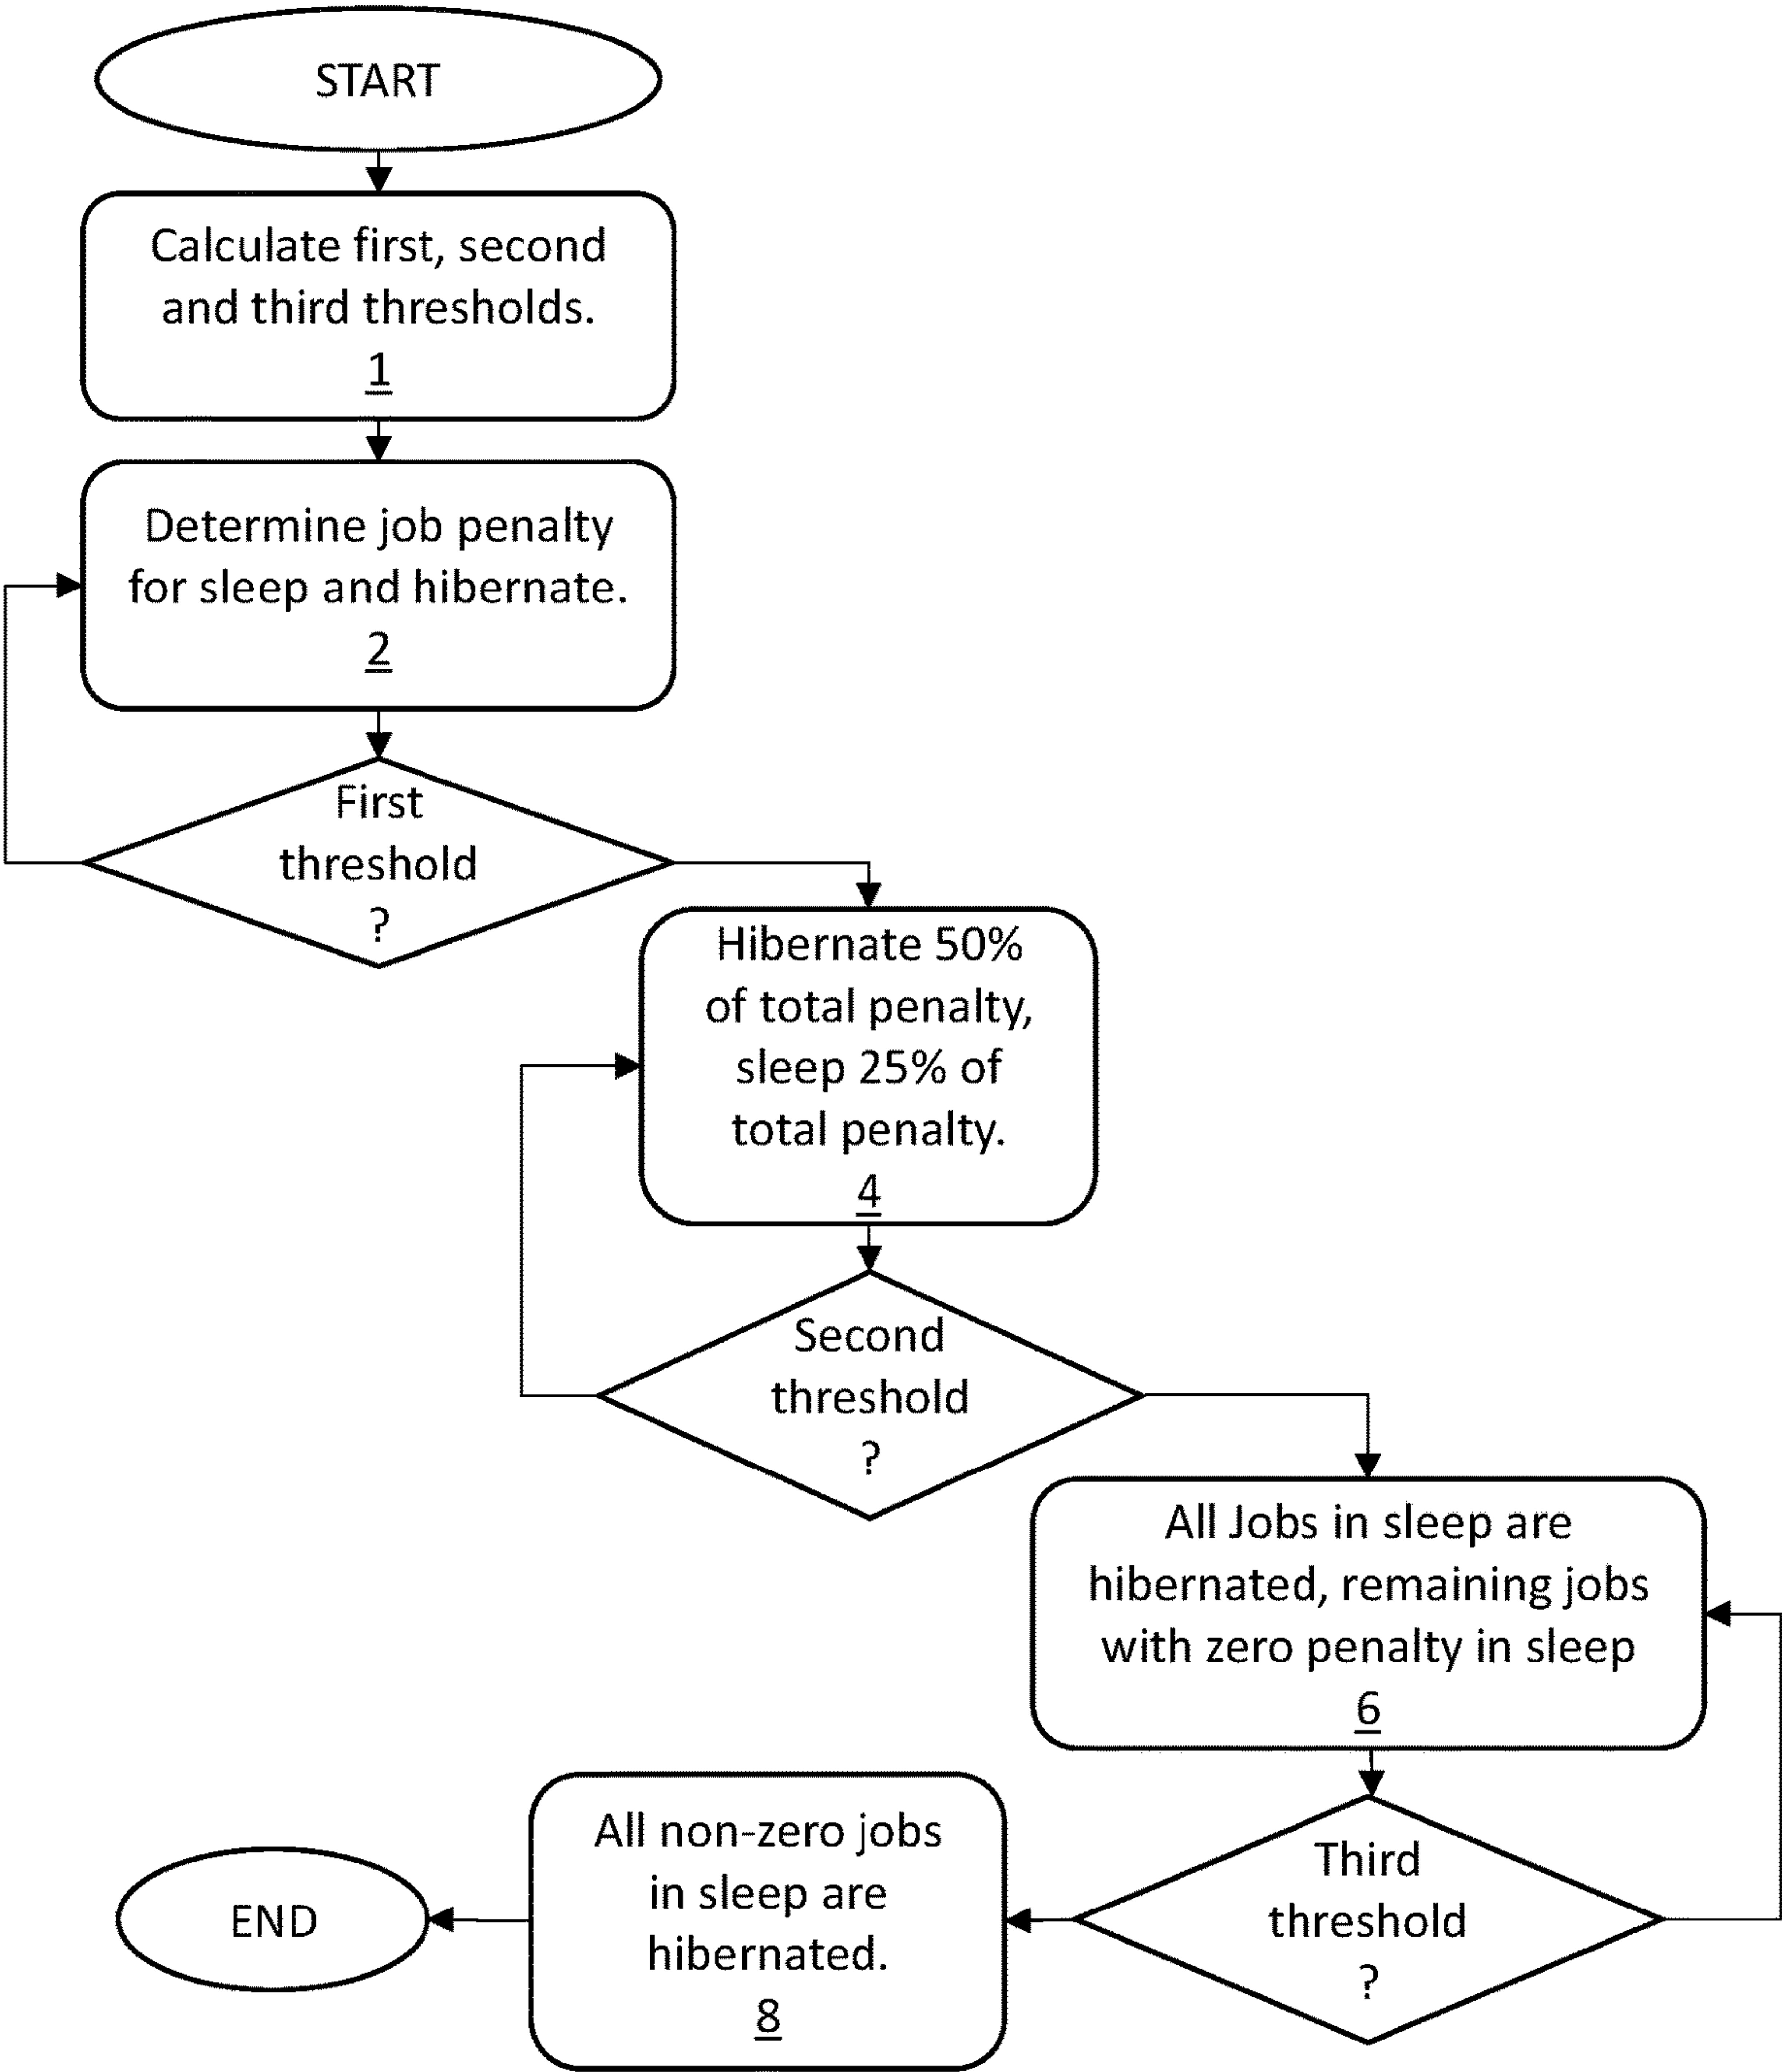 START
Calculate first, second
and third thresholds.
1
Determine job penalty
for sleep and hibernate.
2
First
threshold
?
Hibernate 50%
of total penalty,
sleep 25% of
total penalty.
4
Second
threshold
?
All Jobs in sleep are
hibernated, remaining jobs
with zero penalty in sleep
6
Third
threshold
?
All non-zero jobs
in sleep are
hibernated.
8
END